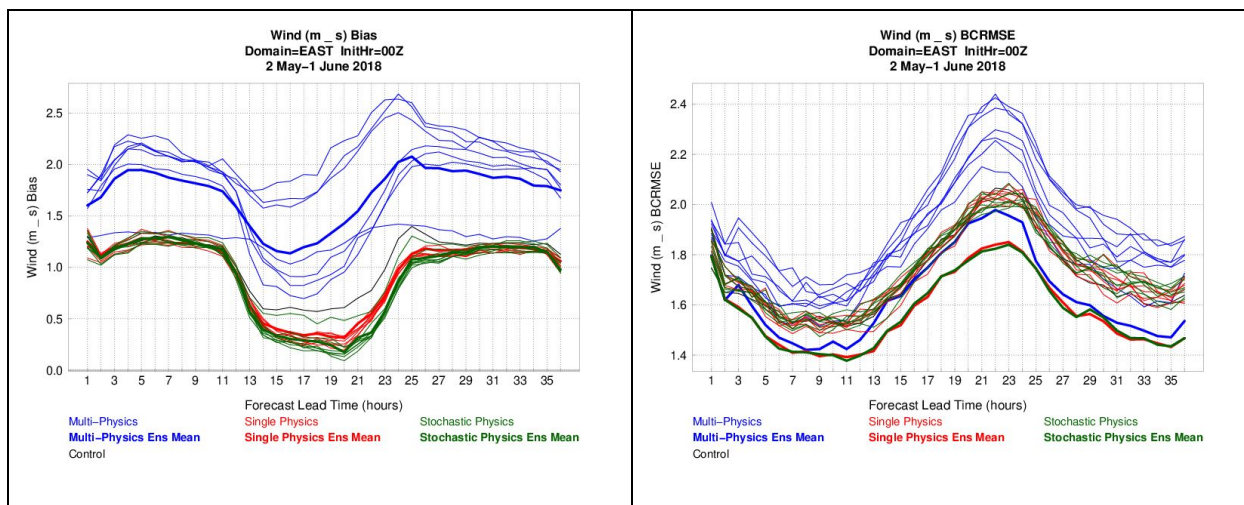 Wind (m _ s) Bias
Domain=EAST InitHr=00Z
2 May−1 June 2018
Wind (m _ s) Bias
2.5
2.0
1.5
1.0
0.5
0.0
1 3 5 7 9 11 13 15 17 19 21 23 25 27 29 31 33 35
Forecast Lead Time (hours)
Multi−Physics Single Physics Stochastic Physics
Multi−Physics Ens Mean Single Physics Ens Mean Stochastic Physics Ens Mean
Control
Wind (m _ s) BCRMSE
Domain=EAST InitHr=00Z
2 May−1 June 2018
Wind (m _ s) BCRMSE
2.4
2.2
2.0
1.8
1.6
1.4
1 3 5 7 9 11 13 15 17 19 21 23 25 27 29 31 33 35
Forecast Lead Time (hours)
Multi−Physics Single Physics Stochastic Physics
Multi−Physics Ens Mean Single Physics Ens Mean Stochastic Physics Ens Mean
Control